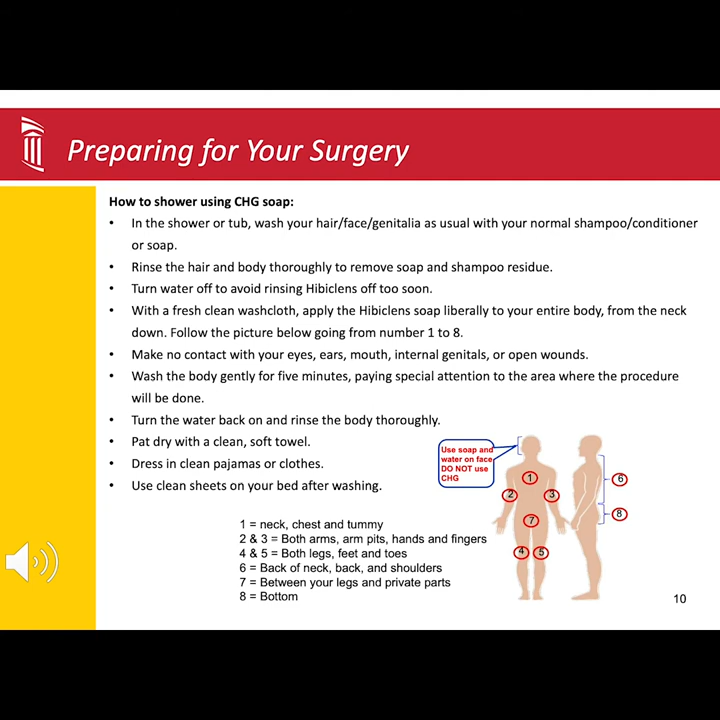 Preparing for Your Surgery
How to shower using CHG soap:
• In the shower or tub, wash your hair/face/genitalia as usual with your normal shampoo/conditioner
or soap.
• Rinse the hair and body thoroughly to remove soap and shampoo residue.
• Turn water off to avoid rinsing Hibiclens off too soon.
• With a fresh clean washcloth, apply the Hibiclens soap liberally to your entire body, from the neck
down. Follow the picture below going from number 1 to 8.
• Make no contact with your eyes, ears, mouth, internal genitals, or open wounds.
• Wash the body gently for five minutes, paying special attention to the area where the procedure
will be done.
• Turn the water back on and rinse the body thoroughly.
• Pat dry with a clean, soft towel.
• Dress in clean pajamas or clothes.
• Use clean sheets on your bed after washing.
Use soap and
water on face
DO NOT use
CHG
1
2
3
7
4
5
6
8
1 = neck, chest and tummy
2 & 3 = Both arms, arm pits, hands and fingers
4 & 5 = Both legs, feet and toes
6 = Back of neck, back, and shoulders
7 = Between your legs and private parts
8 = Bottom
10